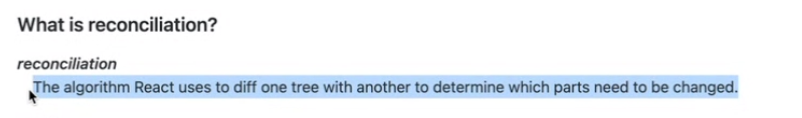 What is reconciliation?
reconciliation
The algorithm React uses to diff one tree with another to determine which parts need to be changed.